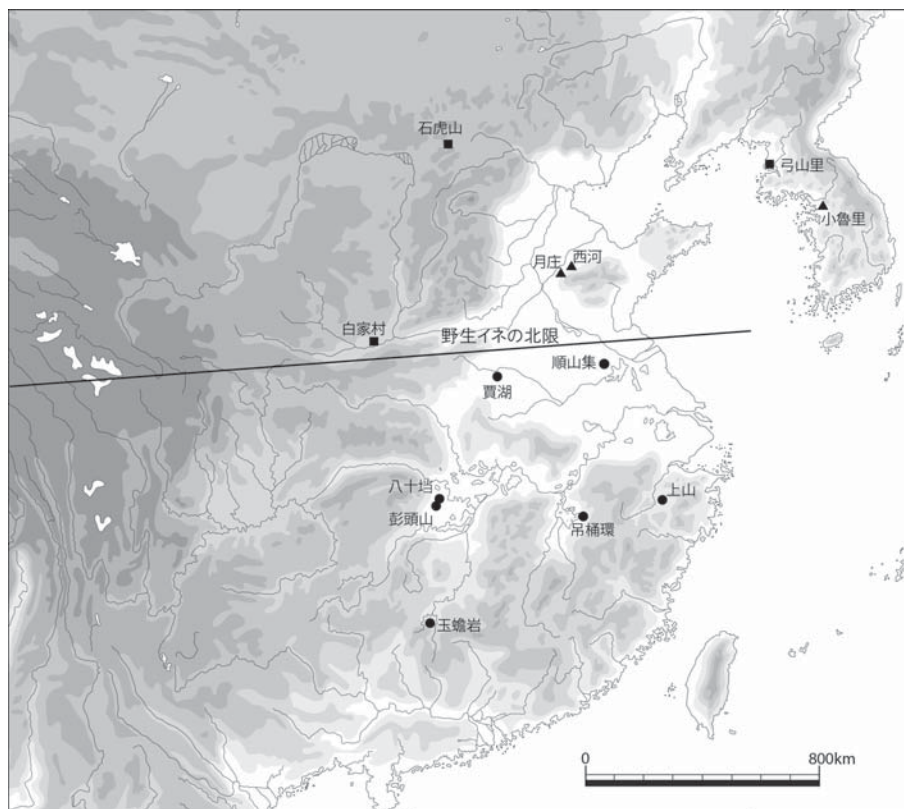 石虎山
弓山里
小魯里
西河
月庄
白家村
野生イネの北限
順山集
賈湖
八十垱
彭頭山
上山
吊桶環
玉蟾岩
0
800km